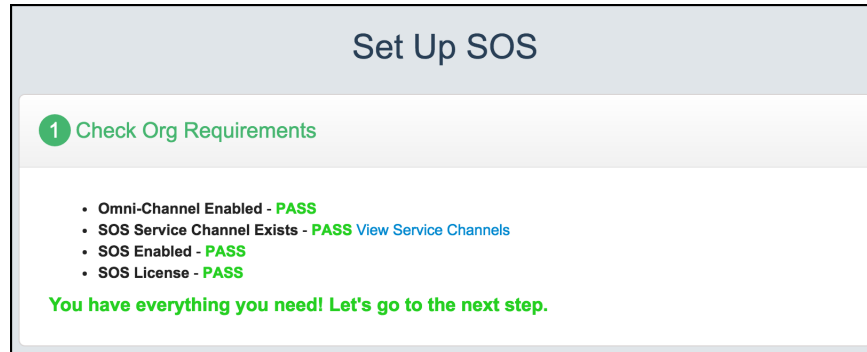 Set Up SOS
1 Check Org Requirements
• Omni-Channel Enabled - PASS
• SOS Service Channel Exists - PASS View Service Channels
• SOS Enabled - PASS
• SOS License - PASS
You have everything you need! Let's go to the next step.